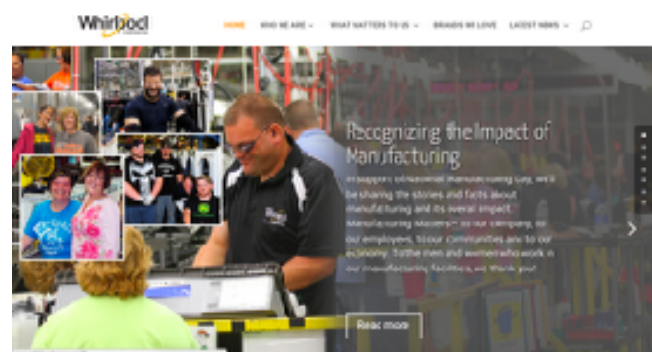 Whirlpool
HOME WHO WE ARE WHAT MATTERS TO US BRANDS WE LOVE LATEST NEWS
Recognizing the Impact of
Manufacturing
In support of National Manufacturing Day, we'll
be sharing the stories and facts about
manufacturing and its overall impact.
Manufacturing matters— to our company, to
our employers, to our communities and to our
economy. To the men and women who work in
our manufacturing facilities, we thank you!
Read more